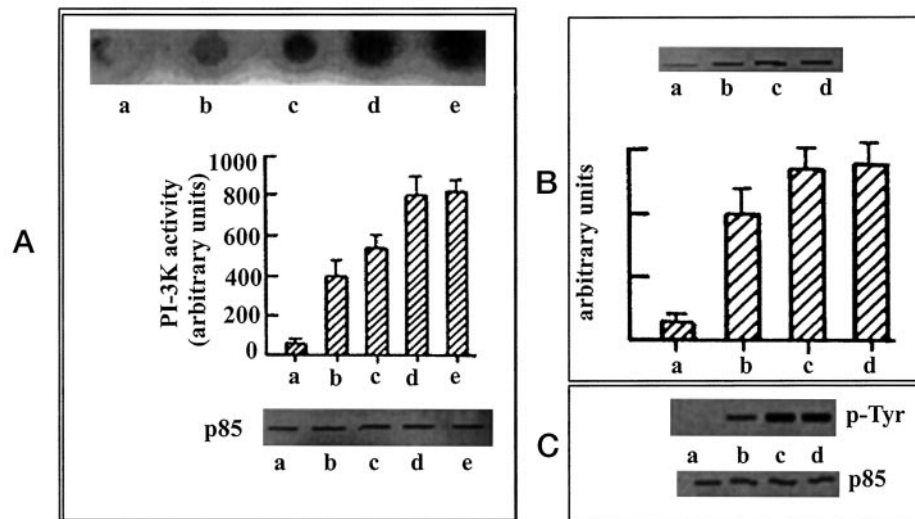 A
a b c d e
PI-3K activity
(arbitrary units)
1000
800
600
400
200
0
a b c d e
p85
a b c d e
B
a b c d
arbitrary units
a b c d
C
p-Tyr
a b c d
p85